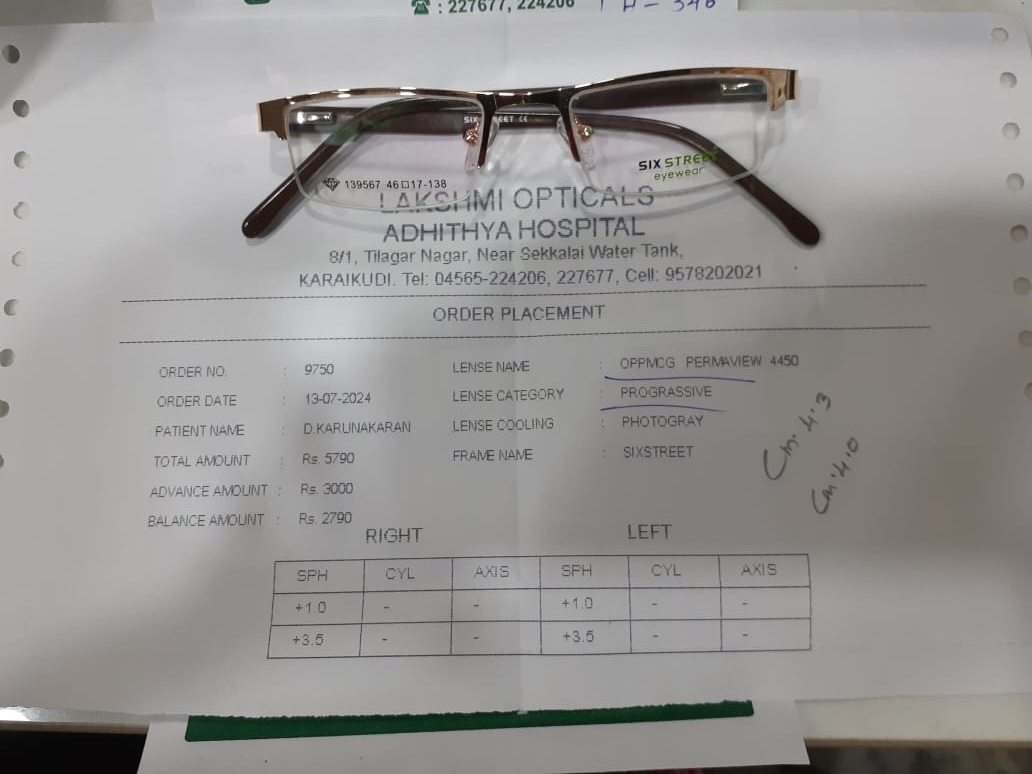 : 227677, 224206
SIX STREET CE
SIX STREET
eyewear
139567 46□17-138
LAKSHMI OPTICALS
ADHITHYA HOSPITAL
8/1, Tilagar Nagar, Near Sekkalai Water Tank,
KARAIKUDI. Tel: 04565-224206, 227677, Cell: 9578202021
ORDER PLACEMENT
ORDER NO. : 9750 LENSE NAME : OPPMCG PERMAVIEW 4450
ORDER DATE : 13-07-2024 LENSE CATEGORY : PROGRASSIVE
PATIENT NAME : D.KARUNAKARAN LENSE COOLING : PHOTOGRAY
TOTAL AMOUNT : Rs. 5790 FRAME NAME : SIXSTREET
ADVANCE AMOUNT : Rs. 3000
BALANCE AMOUNT : Rs. 2790
Cm: 4.3
Cm: 4.0
RIGHT LEFT
SPH CYL AXIS SPH CYL AXIS
+1.0 - - +1.0 - -
+3.5 - - +3.5 - -